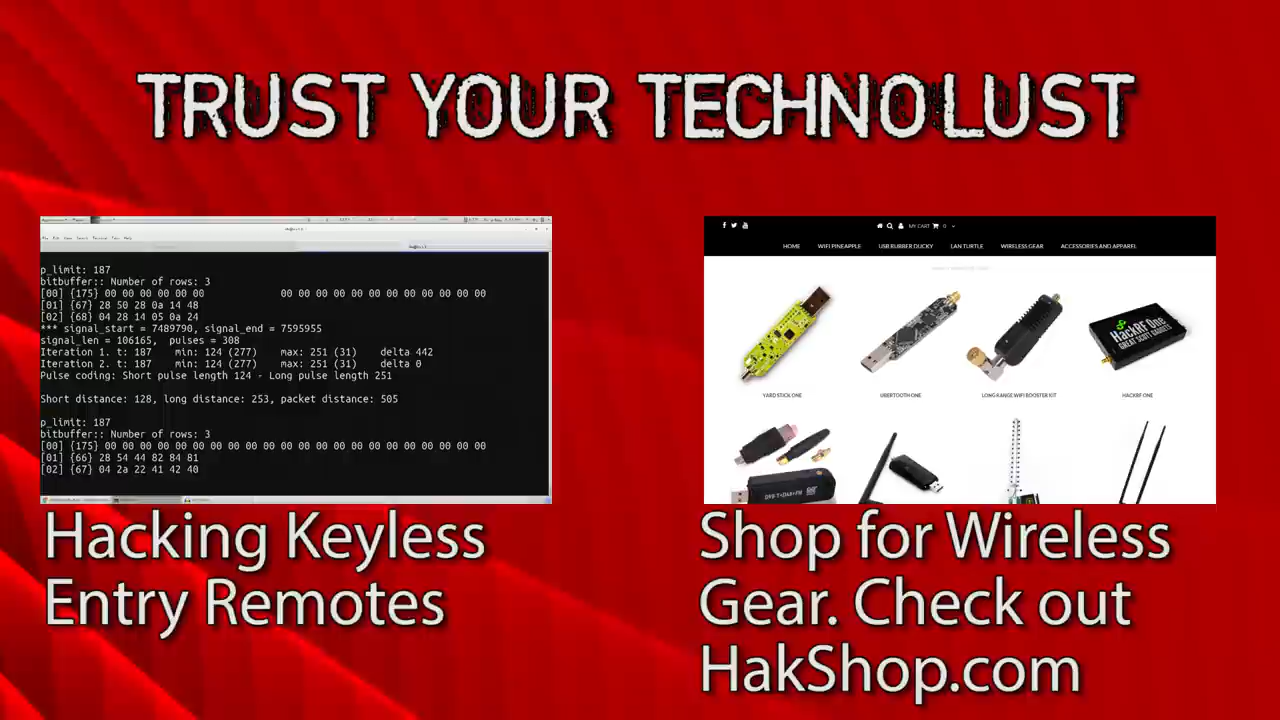 TRUST YOUR TECHNOLUST
p_limit: 187
bitbuffer:: Number of rows: 3
[00] {175} 00 00 00 00 00 00 00 00 00 00 00 00 00 00 00 00 00
[01] {67} 28 50 28 0a 14 48
[02] {68} 04 28 14 05 0a 24
*** signal_start = 7489790, signal_end = 7595955
signal_len = 106165, pulses = 308
Iteration 1. t: 187 min: 124 (277) max: 251 (31) delta 442
Iteration 2. t: 187 min: 124 (277) max: 251 (31) delta 0
Pulse coding: Short pulse length 124 - Long pulse length 251
Short distance: 128, long distance: 253, packet distance: 505
p_limit: 187
bitbuffer:: Number of rows: 3
[00] {175} 00 00 00 00 00 00 00 00 00 00 00 00 00 00 00 00 00 00 00 00 00 00
[01] {66} 28 54 44 82 84 81
[02] {67} 04 2a 22 41 42 40
Hacking Keyless
Entry Remotes
MY CART 0
HOME WIFI PINEAPPLE USB RUBBER DUCKY LAN TURTLE WIRELESS GEAR ACCESSORIES AND APPAREL
HackRF One
GREAT SCOTT GADGETS
YARD STICK ONE UBERTOOTH ONE LONG RANGE WIFI BOOSTER KIT HACKRF ONE
DVB-T+DAB+FM
Shop for Wireless
Gear. Check out
HakShop.com